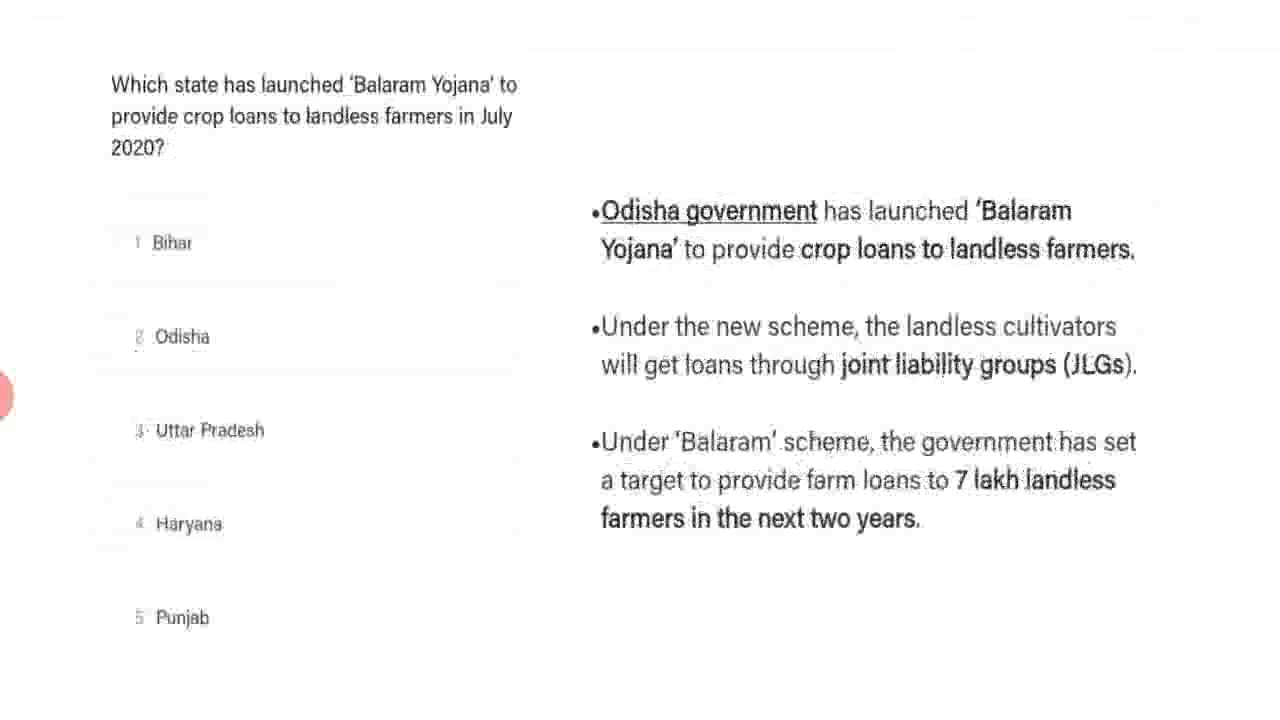 Which state has launched ‘Balaram Yojana’ to
provide crop loans to landless farmers in July
2020?
1 Bihar
2 Odisha
3 Uttar Pradesh
4 Haryana
5 Punjab
•Odisha government has launched ‘Balaram
Yojana’ to provide crop loans to landless farmers.
•Under the new scheme, the landless cultivators
will get loans through joint liability groups (JLGs).
•Under ‘Balaram’ scheme, the government has set
a target to provide farm loans to 7 lakh landless
farmers in the next two years.